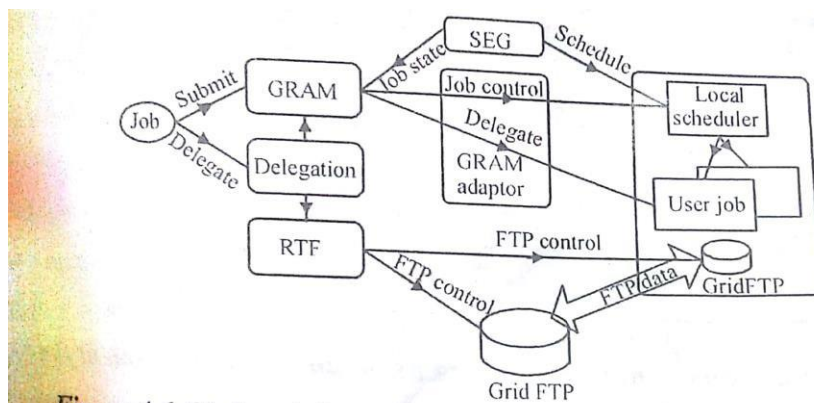 SEG
Schedule
Submit
GRAM
Job state
Job control
Local
scheduler
Job
Delegate
Delegate
Delegation
GRAM
adaptor
User job
RTF
FTP control
FTP control
FTP data
GridFTP
Grid FTP